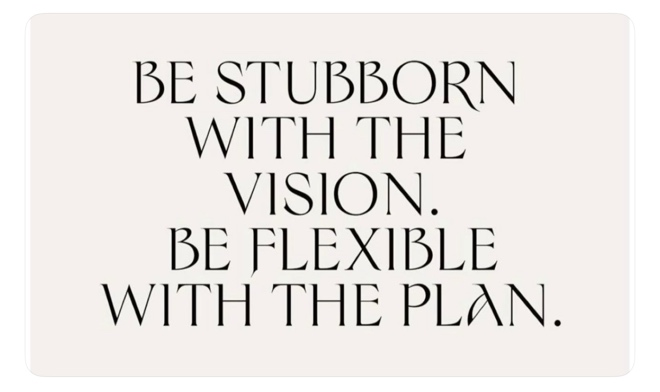 BE STUBBORN
WITH THE
VISION.
BE FLEXIBLE
WITH THE PLAN.